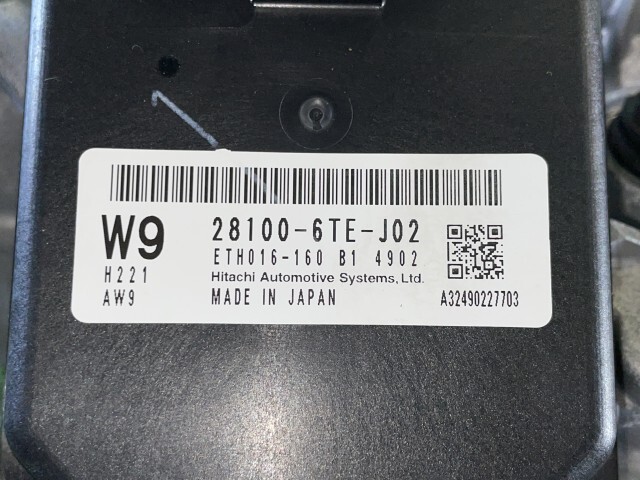 W9
H221
AW9
28100-6TE-J02
ETH016-160 B1 4902
Hitachi Automotive Systems, Ltd.
MADE IN JAPAN
A32490227703